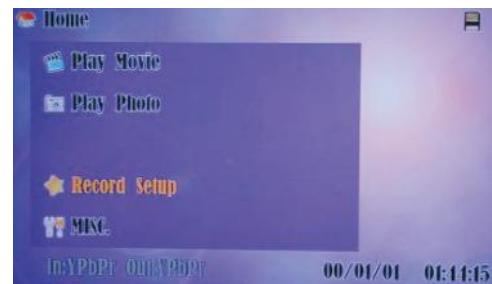 Home
Play Movie
Play Photo
Record Setup
MISC.
In:YPbPr Out:YPbPr
00/01/01 01:44:15